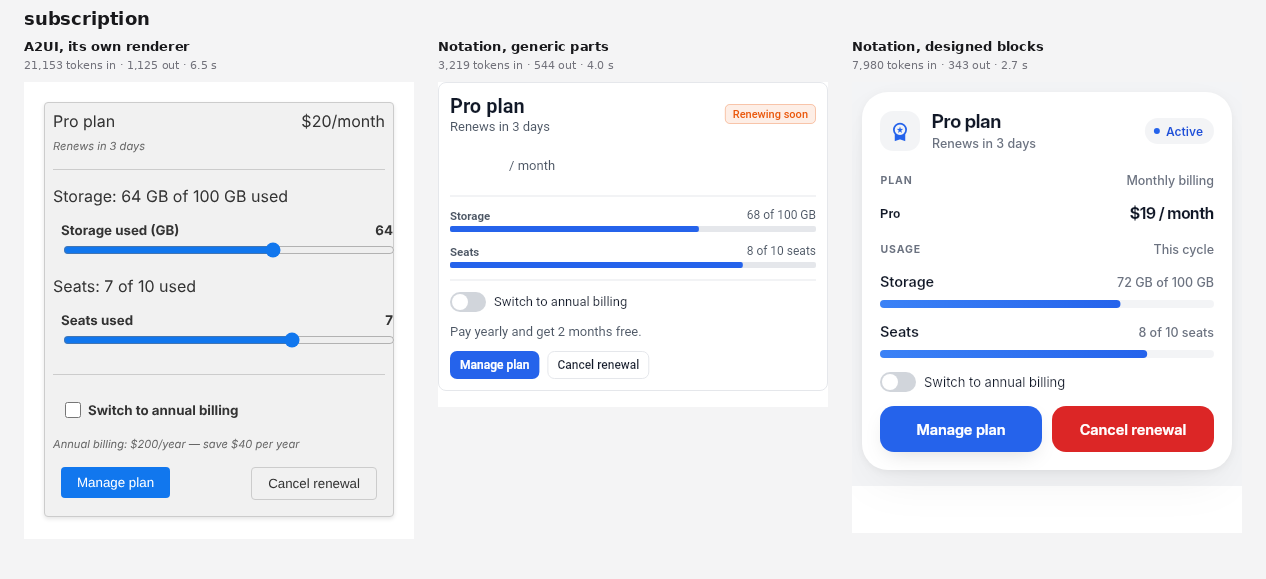 subscription
A2UI, its own renderer
21,153 tokens in · 1,125 out · 6.5 s
Pro plan
$20/month
Renews in 3 days
Storage: 64 GB of 100 GB used
Storage used (GB)
64
Seats: 7 of 10 used
Seats used
7
Switch to annual billing
Annual billing: $200/year — save $40 per year
Manage plan
Cancel renewal
Notation, generic parts
3,219 tokens in · 544 out · 4.0 s
Pro plan
Renews in 3 days
Renewing soon
/ month
Storage
68 of 100 GB
Seats
8 of 10 seats
Switch to annual billing
Pay yearly and get 2 months free.
Manage plan
Cancel renewal
Notation, designed blocks
7,980 tokens in · 343 out · 2.7 s
Pro plan
Renews in 3 days
Active
PLAN
Monthly billing
Pro
$19 / month
USAGE
This cycle
Storage
72 GB of 100 GB
Seats
8 of 10 seats
Switch to annual billing
Manage plan
Cancel renewal